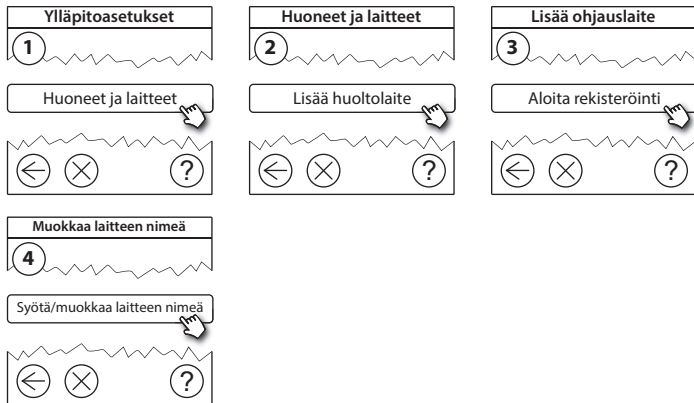 Ylläpitoasetukset
1
Huoneet ja laitteet
?
Huoneet ja laitteet
2
Lisää huoltolaite
?
Lisää ohjauslaite
3
Aloita rekisteröinti
?
Muokkaa laitteen nimeä
4
Syötä/muokkaa laitteen nimeä
?